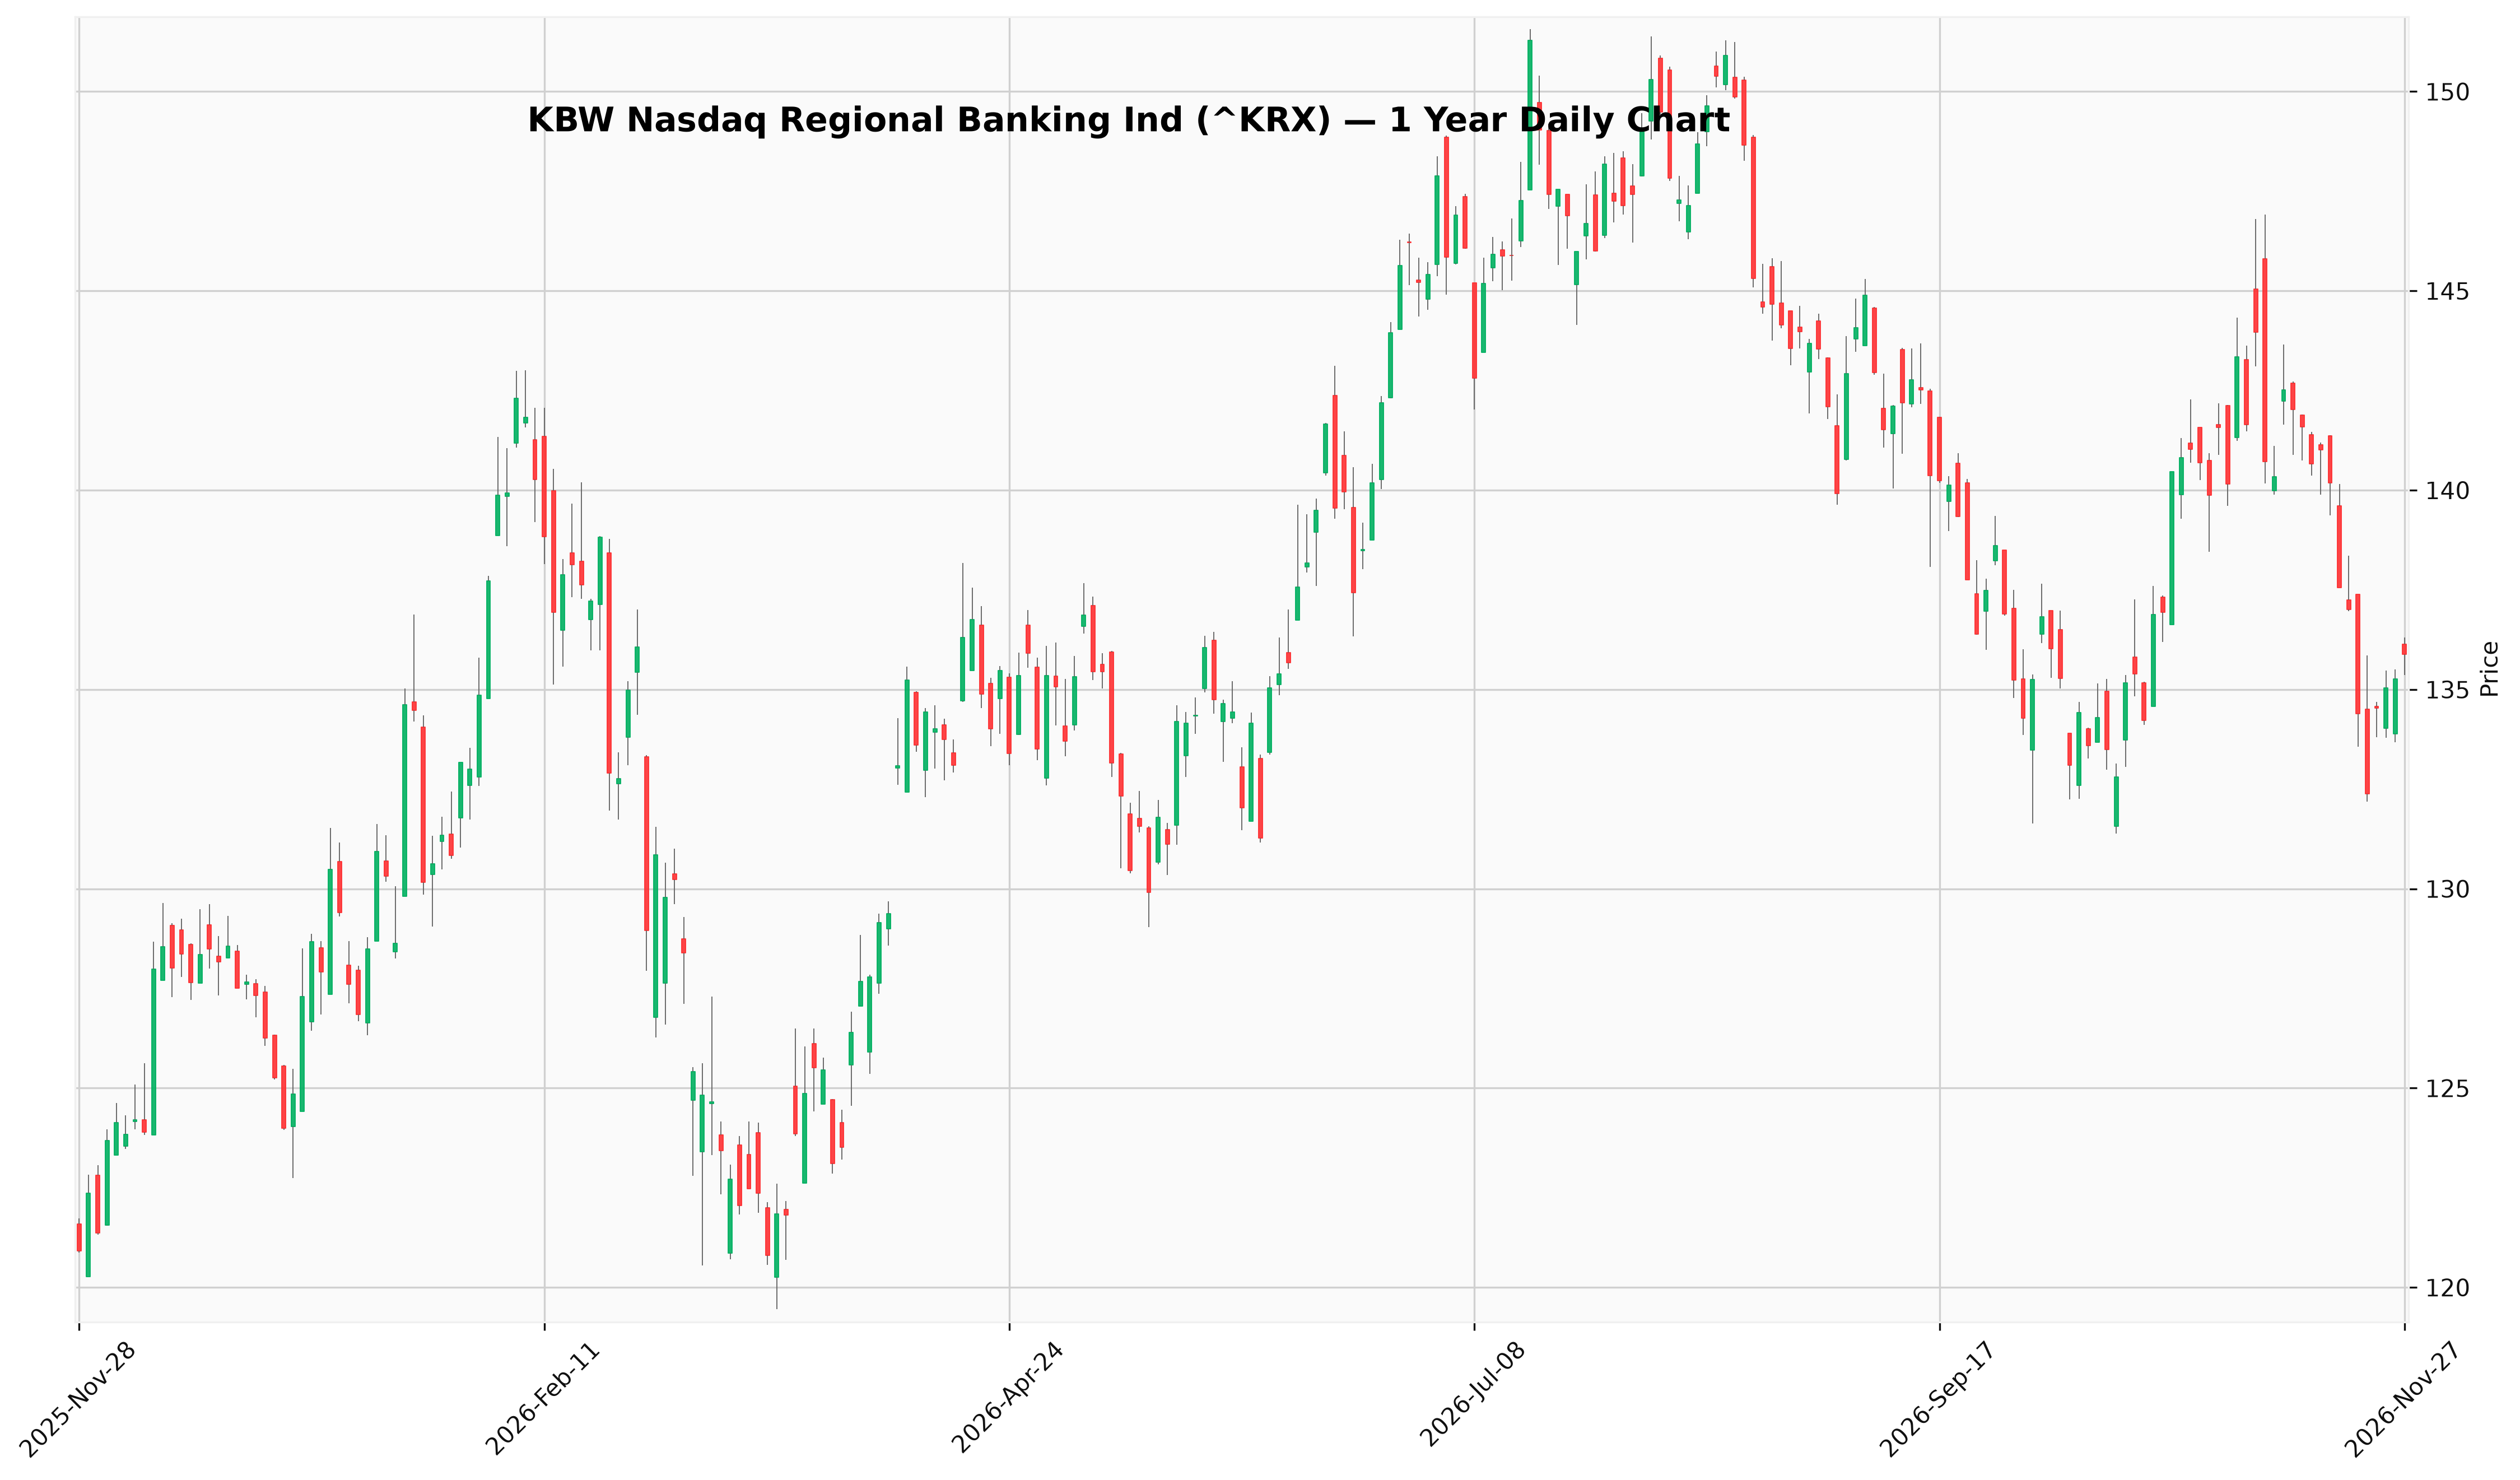 KBW Nasdaq Regional Banking Ind (^KRX) — 1 Year Daily Chart
150
145
140
135
130
125
120
Price
2025-Nov-28
2026-Feb-11
2026-Apr-24
2026-Jul-08
2026-Sep-17
2026-Nov-27